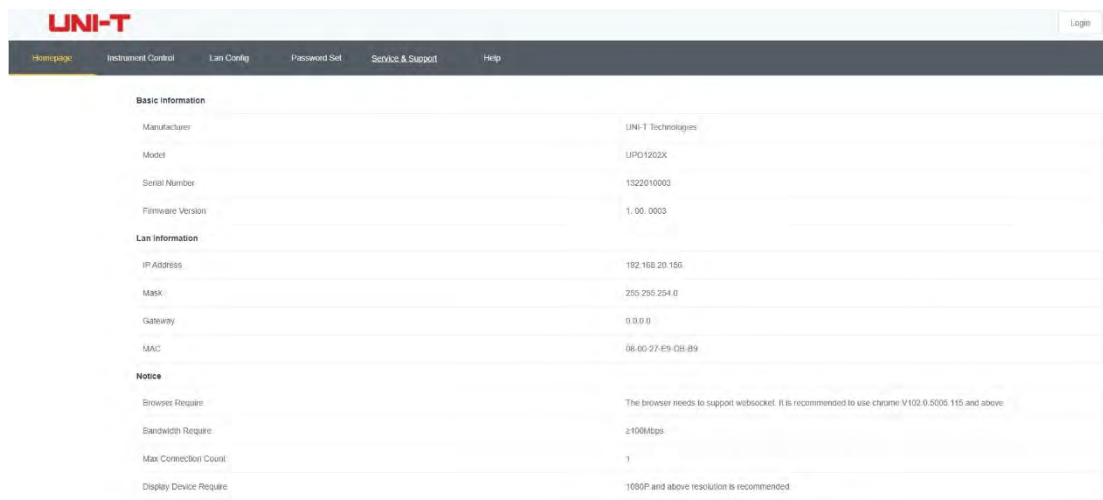 UNI-T
Login
Homepage Instrument Control Lan Config Password Set Service & Support Help
Basic Information
Manufacturer UNI-T Technologies
Model UPO1202X
Serial Number 1322010003
Firmware Version 1. 00. 0003
Lan Information
IP Address 192.168.20.156
Mask 255.255.254.0
Gateway 0.0.0.0
MAC 08-00-27-E9-DB-B9
Notice
Browser Require The browser needs to support websocket. It is recommended to use chrome V102.0.5005.115 and above
Bandwidth Require ≥100Mbps
Max Connection Count 1
Display Device Require 1080P and above resolution is recommended